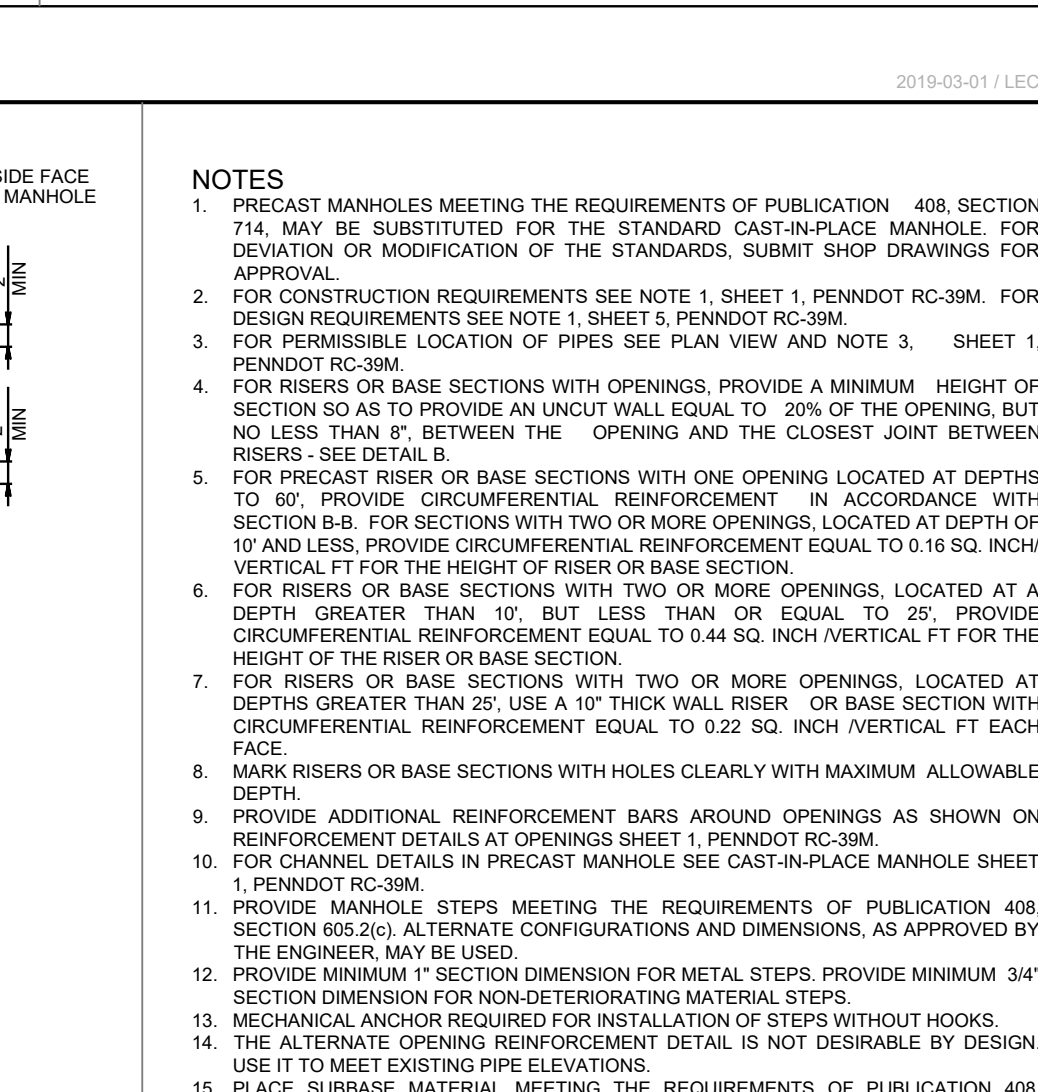 2019-03-01 / LEC
SIDE FACE
MANHOLE
MIN
MIN
NOTES
1. PRECAST MANHOLES MEETING THE REQUIREMENTS OF PUBLICATION 408, SECTION
714, MAY BE SUBSTITUTED FOR THE STANDARD CAST-IN-PLACE MANHOLE. FOR
DEVIATION OR MODIFICATION OF THE STANDARDS, SUBMIT SHOP DRAWINGS FOR
APPROVAL.
2. FOR CONSTRUCTION REQUIREMENTS SEE NOTE 1, SHEET 1, PENNDOT RC-39M. FOR
DESIGN REQUIREMENTS SEE NOTE 1, SHEET 5, PENNDOT RC-39M.
3. FOR PERMISSIBLE LOCATION OF PIPES SEE PLAN VIEW AND NOTE 3, SHEET 1,
PENNDOT RC-39M.
4. FOR RISERS OR BASE SECTIONS WITH OPENINGS, PROVIDE A MINIMUM HEIGHT OF
SECTION SO AS TO PROVIDE AN UNCUT WALL EQUAL TO 20% OF THE OPENING, BUT
NO LESS THAN 8", BETWEEN THE OPENING AND THE CLOSEST JOINT BETWEEN
RISERS - SEE DETAIL B.
5. FOR PRECAST RISER OR BASE SECTIONS WITH ONE OPENING LOCATED AT DEPTHS
TO 60', PROVIDE CIRCUMFERENTIAL REINFORCEMENT IN ACCORDANCE WITH
SECTION B-B. FOR SECTIONS WITH TWO OR MORE OPENINGS, LOCATED AT DEPTH OF
10' AND LESS, PROVIDE CIRCUMFERENTIAL REINFORCEMENT EQUAL TO 0.16 SQ. INCH/
VERTICAL FT FOR THE HEIGHT OF RISER OR BASE SECTION.
6. FOR RISERS OR BASE SECTIONS WITH TWO OR MORE OPENINGS, LOCATED AT A
DEPTH GREATER THAN 10', BUT LESS THAN OR EQUAL TO 25', PROVIDE
CIRCUMFERENTIAL REINFORCEMENT EQUAL TO 0.44 SQ. INCH /VERTICAL FT FOR THE
HEIGHT OF THE RISER OR BASE SECTION.
7. FOR RISERS OR BASE SECTIONS WITH TWO OR MORE OPENINGS, LOCATED AT
DEPTHS GREATER THAN 25', USE A 10" THICK WALL RISER OR BASE SECTION WITH
CIRCUMFERENTIAL REINFORCEMENT EQUAL TO 0.22 SQ. INCH /VERTICAL FT EACH
FACE.
8. MARK RISERS OR BASE SECTIONS WITH HOLES CLEARLY WITH MAXIMUM ALLOWABLE
DEPTH.
9. PROVIDE ADDITIONAL REINFORCEMENT BARS AROUND OPENINGS AS SHOWN ON
REINFORCEMENT DETAILS AT OPENINGS SHEET 1, PENNDOT RC-39M.
10. FOR CHANNEL DETAILS IN PRECAST MANHOLE SEE CAST-IN-PLACE MANHOLE SHEET
1, PENNDOT RC-39M.
11. PROVIDE MANHOLE STEPS MEETING THE REQUIREMENTS OF PUBLICATION 408,
SECTION 605.2(c). ALTERNATE CONFIGURATIONS AND DIMENSIONS, AS APPROVED BY
THE ENGINEER, MAY BE USED.
12. PROVIDE MINIMUM 1" SECTION DIMENSION FOR METAL STEPS. PROVIDE MINIMUM 3/4"
SECTION DIMENSION FOR NON-DETERIORATING MATERIAL STEPS.
13. MECHANICAL ANCHOR REQUIRED FOR INSTALLATION OF STEPS WITHOUT HOOKS.
14. THE ALTERNATE OPENING REINFORCEMENT DETAIL IS NOT DESIRABLE BY DESIGN.
USE IT TO MEET EXISTING PIPE ELEVATIONS.
15. PLACE SUBBASE MATERIAL MEETING THE REQUIREMENTS OF PUBLICATION 408,